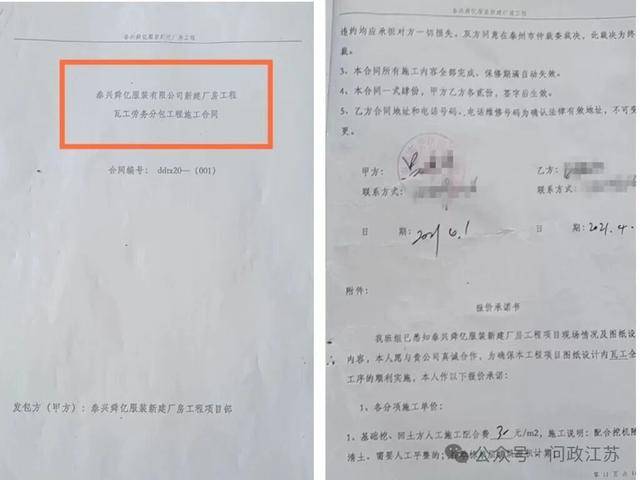 泰兴舜亿服装新建厂房工程
泰兴舜亿服装有限公司新建厂房工程
瓦工劳务分包工程施工合同
合同编号：ddrz20—(001)
发包方（甲方）：泰兴舜亿服装新建厂房工程项目部
泰兴舜亿服装新建厂房工程
违约均应承担对方一切损失。双方同意在泰州市仲裁委裁决，此裁决为终
裁。
3、本合同所有施工内容全部完成、保修期满自动失效。
4、本合同一式肆份，甲方乙方各贰份，签字后生效。
5、乙方合同地址和电话号码、电话维修号码为确认法律有效地址，不可变
更。
甲方：
乙方：
联系方式：
联系方式：
日 期：2021 6.1
日 期：2021.4.
附件：
报价承诺书
我班组已悉知泰兴舜亿服装新建厂房工程项目现场情况及图纸设
内容，本人愿与贵公司真诚合作，为确保本工程项目图纸设计内瓦工全
工序的顺利实施，本人作以下报价承诺：
1、各分项施工单价：
1、基础挖、回土方人工施工配合费 元/m2，施工说明：配合挖机
清土、需要人工平整的；
公众号·问政江苏